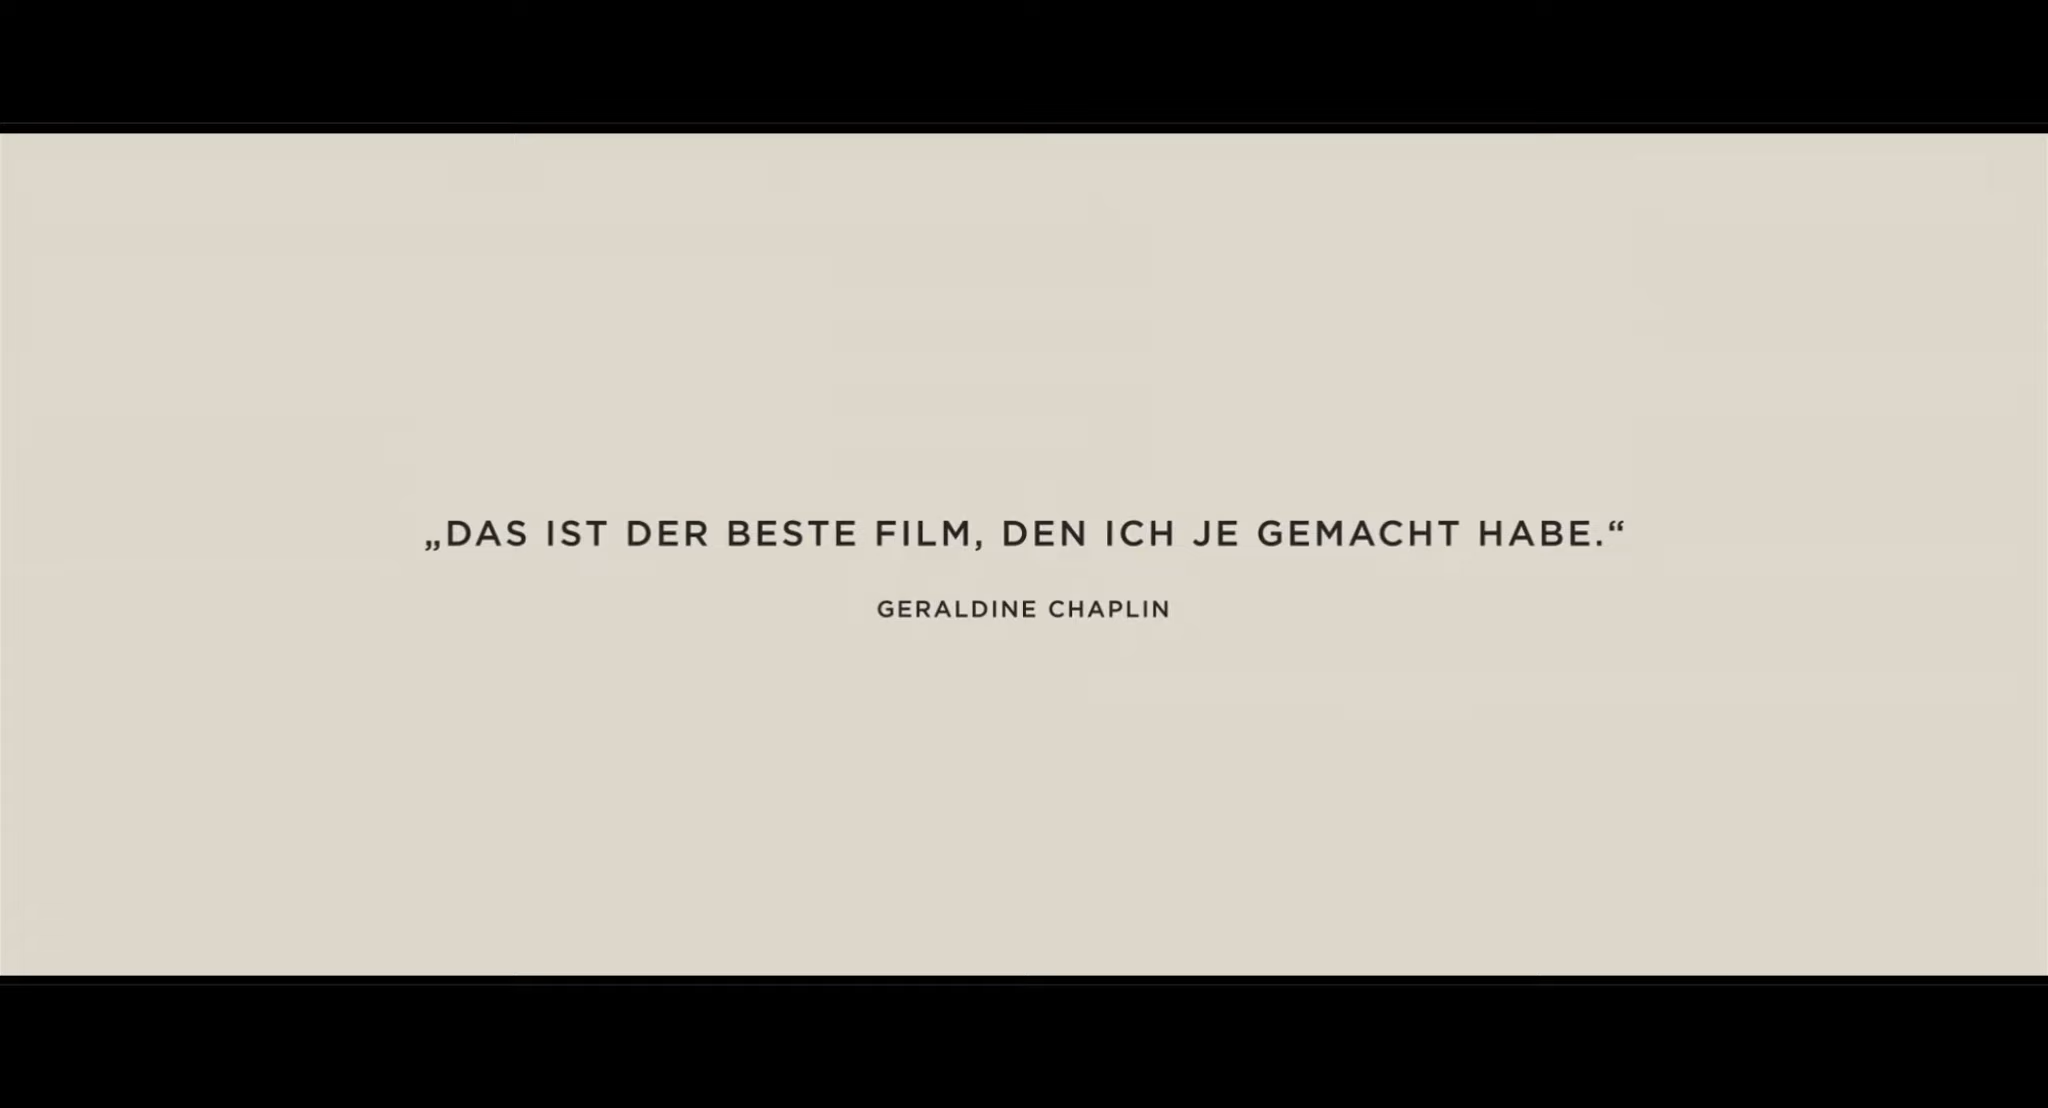 „DAS IST DER BESTE FILM, DEN ICH JE GEMACHT HABE.“
GERALDINE CHAPLIN